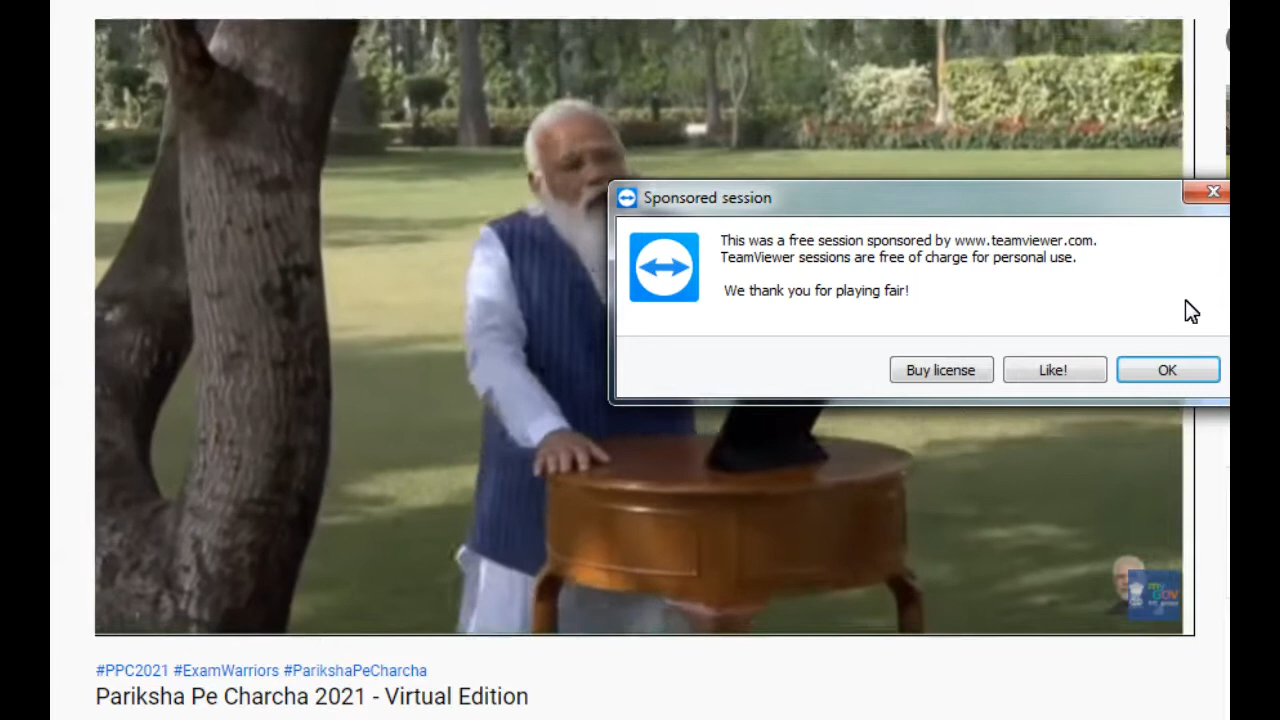 Sponsored session
This was a free session sponsored by www.teamviewer.com.
TeamViewer sessions are free of charge for personal use.
We thank you for playing fair!
Buy license
Like!
OK
my
GOV
#PPC2021 #ExamWarriors #ParikshaPeCharcha
Pariksha Pe Charcha 2021 - Virtual Edition